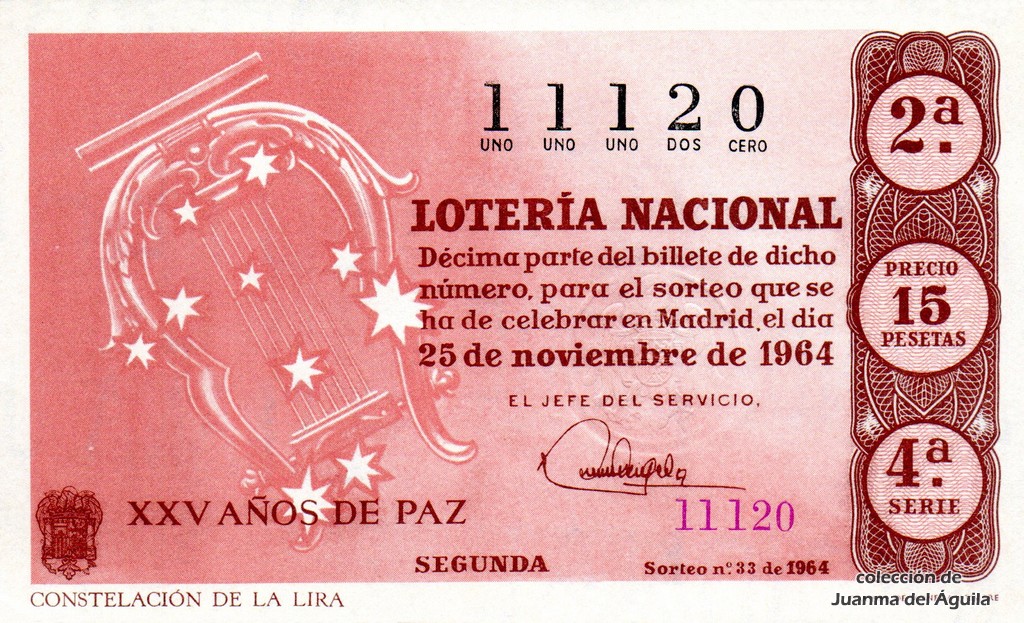 11120
UNO UNO UNO DOS CERO
LOTERÍA NACIONAL
Décima parte del billete de dicho
número, para el sorteo que se
ha de celebrar en Madrid, el dia
25 de noviembre de 1964
EL JEFE DEL SERVICIO,
11120
XXV AÑOS DE PAZ
SEGUNDA
Sorteo nº 33 de 1964
2ª
PRECIO
15
PESETAS
4ª
SERIE
CONSTELACIÓN DE LA LIRA
colección de
Juanma del Águila